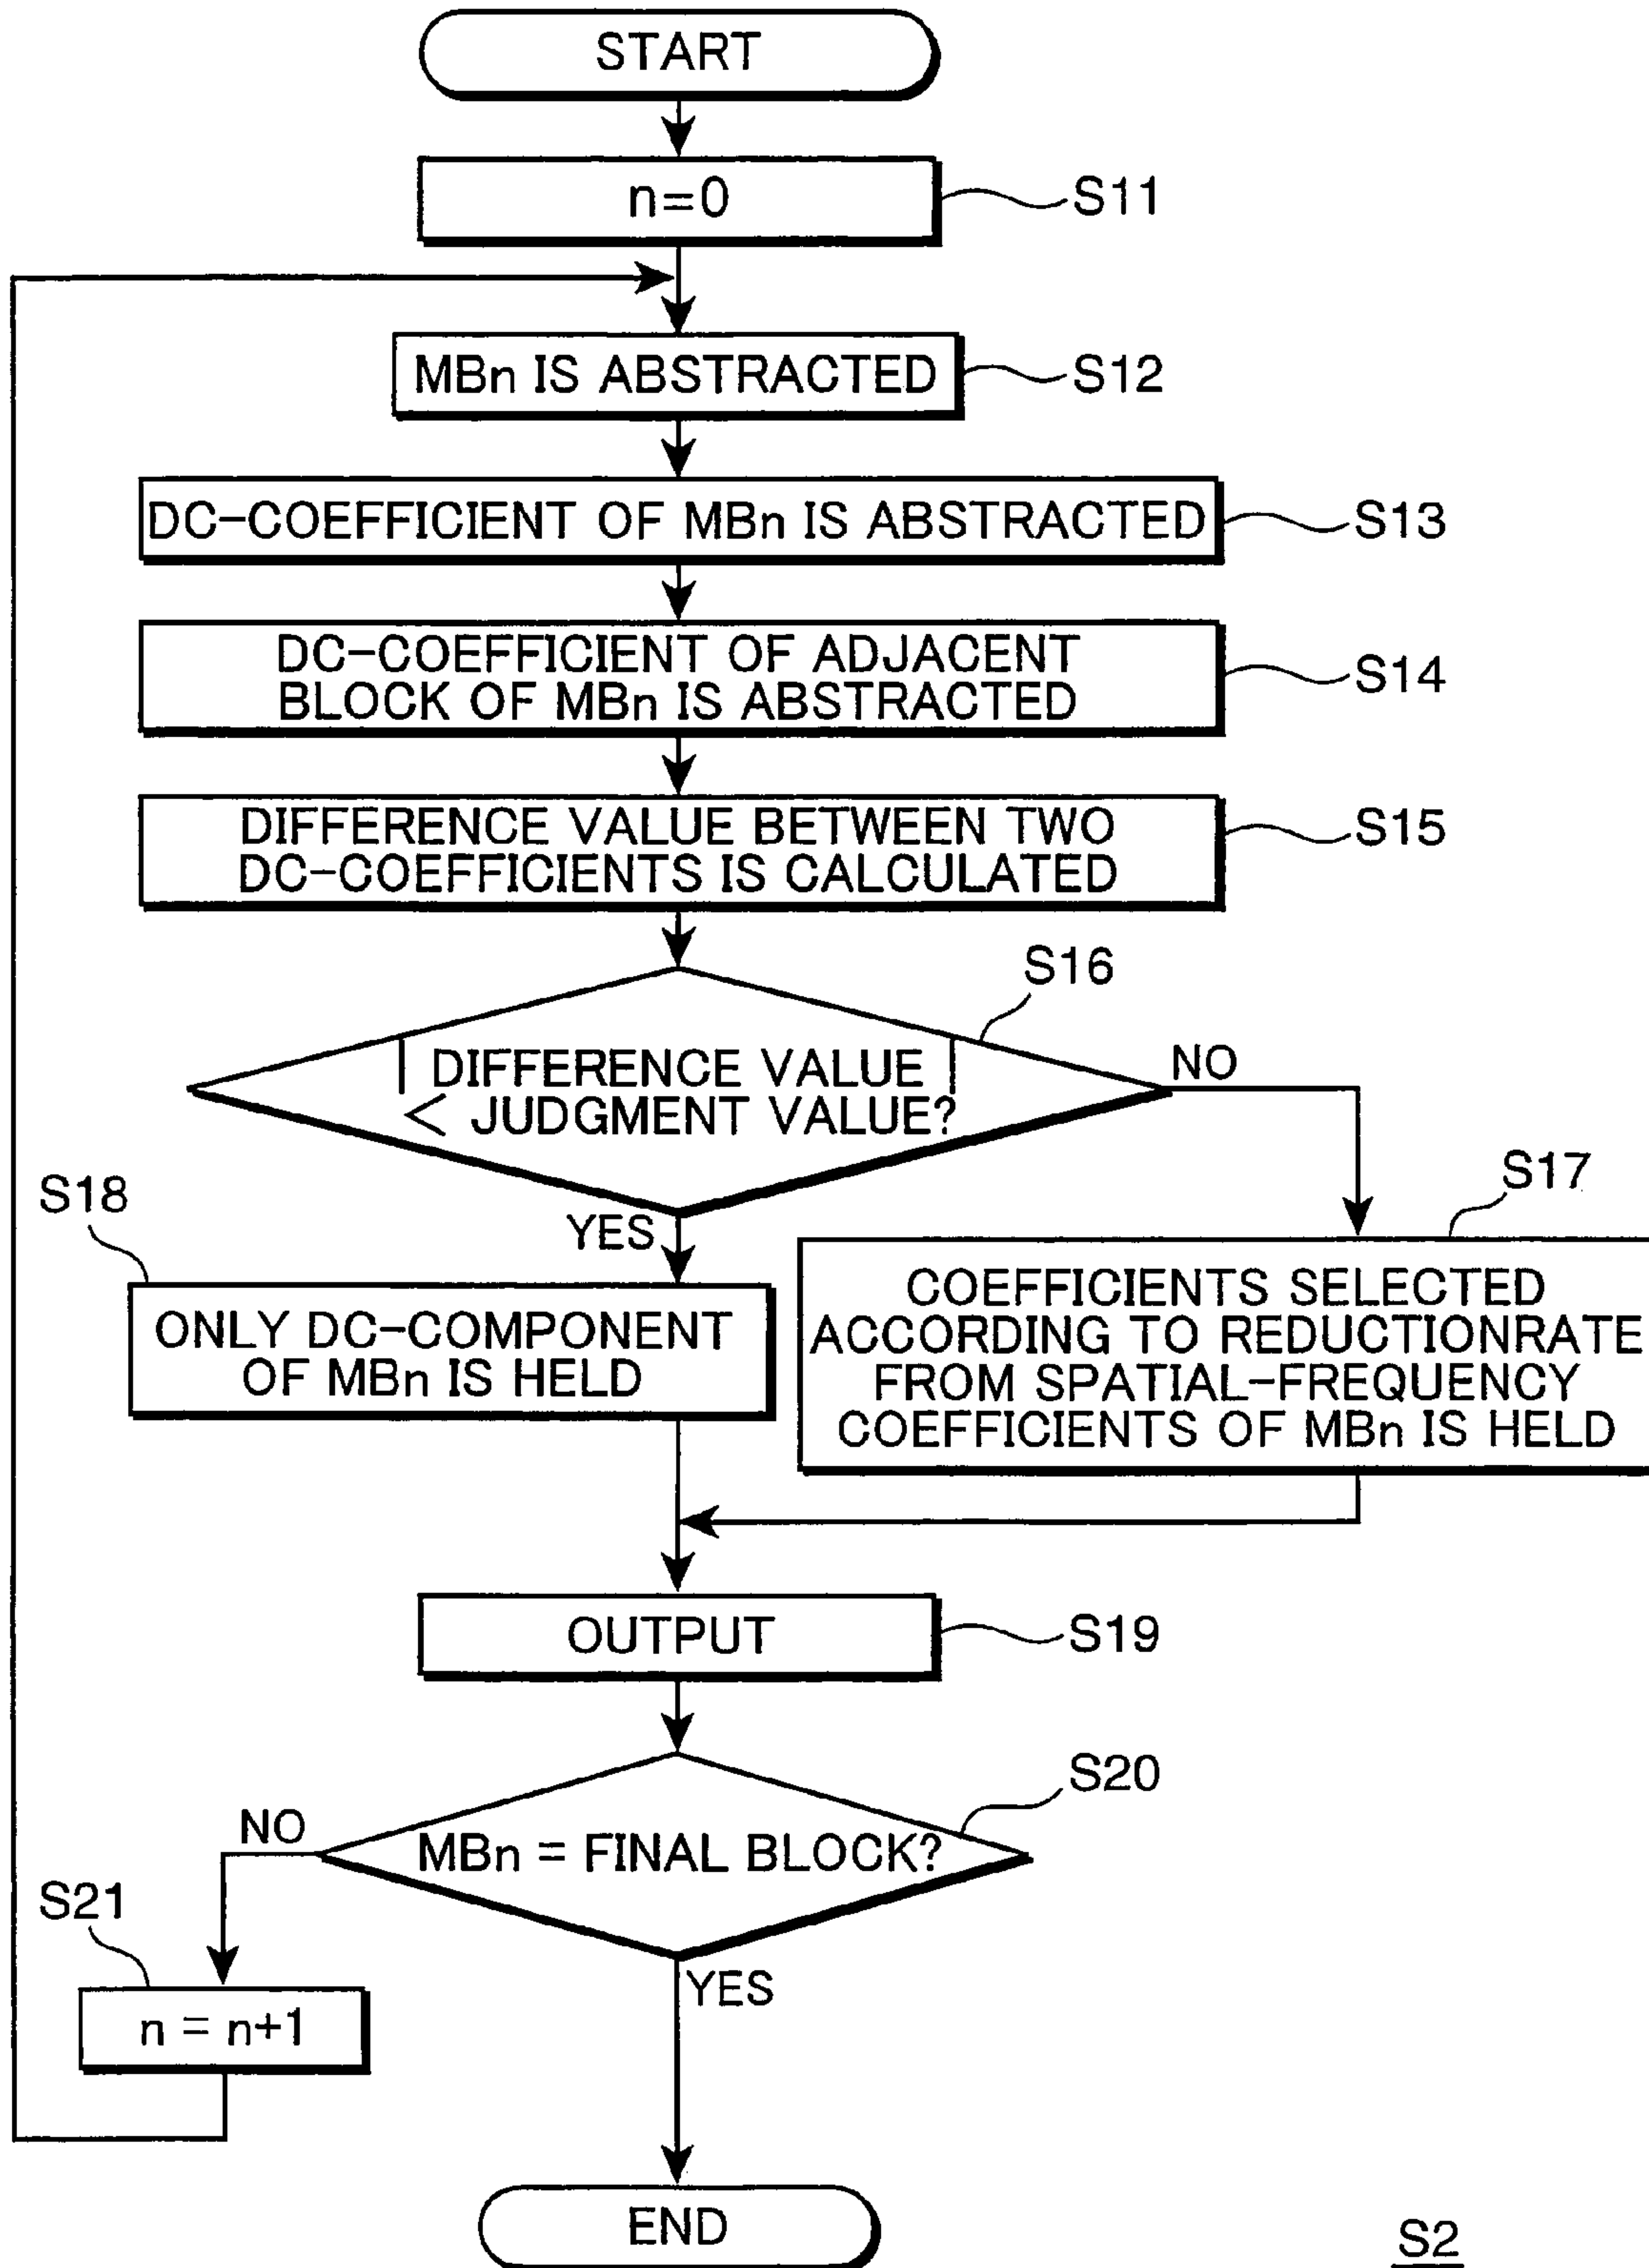 START
n=0
S11
MBn IS ABSTRACTED
S12
DC-COEFFICIENT OF MBn IS ABSTRACTED
S13
DC-COEFFICIENT OF ADJACENT
BLOCK OF MBn IS ABSTRACTED
S14
DIFFERENCE VALUE BETWEEN TWO
DC-COEFFICIENTS IS CALCULATED
S15
S16
| DIFFERENCE VALUE |
< JUDGMENT VALUE?
NO
YES
S18
ONLY DC-COMPONENT
OF MBn IS HELD
S17
COEFFICIENTS SELECTED
ACCORDING TO REDUCTIONRATE
FROM SPATIAL-FREQUENCY
COEFFICIENTS OF MBn IS HELD
OUTPUT
S19
S20
MBn = FINAL BLOCK?
NO
S21
n = n+1
YES
END
S2